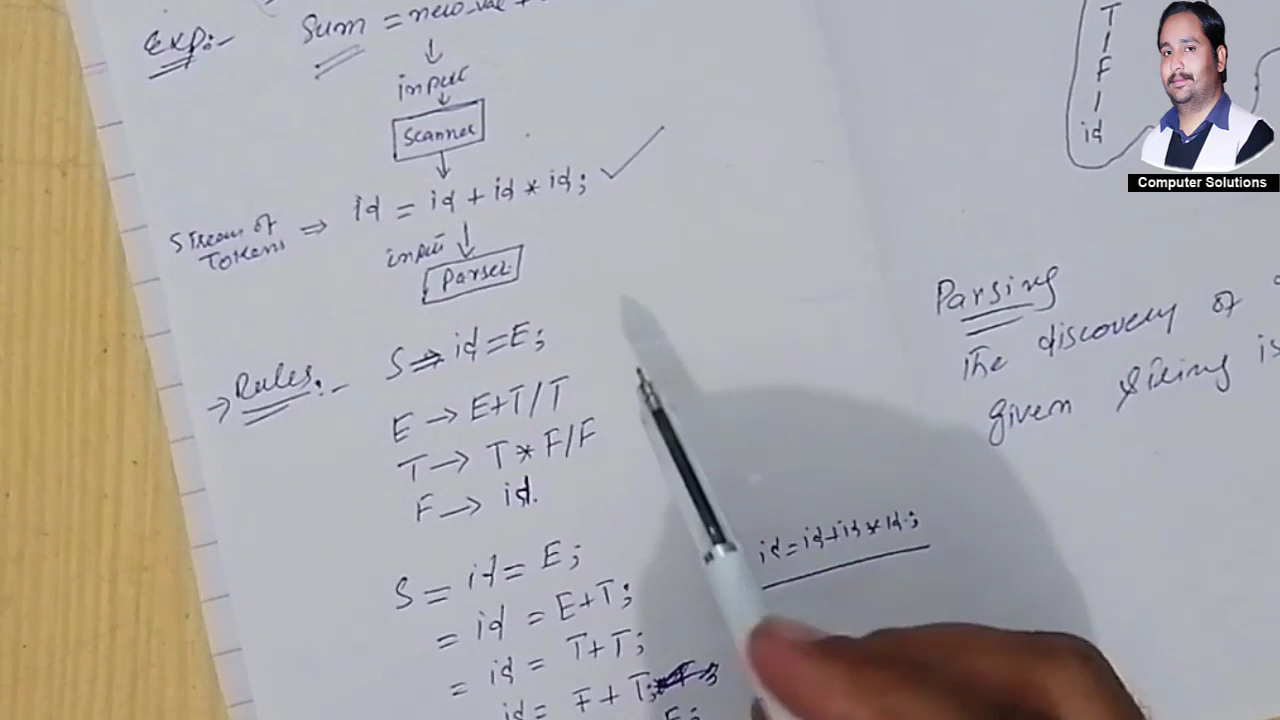 Exp:-
Sum = new_val +
↓
input
↓
Scanner
↓
Stream of Tokens ⇒ id = id + id * id; ✓
input ↓
Parser
→ Rules:-
S → id = E;
E → E+T/T
T → T * F/F
F → id.
S = id = E;
= id = E+T;
= id = T+T;
id = F+T;
id=id+id*id;
T
F
id
Computer Solutions
Parsing
The discovery of
given string is